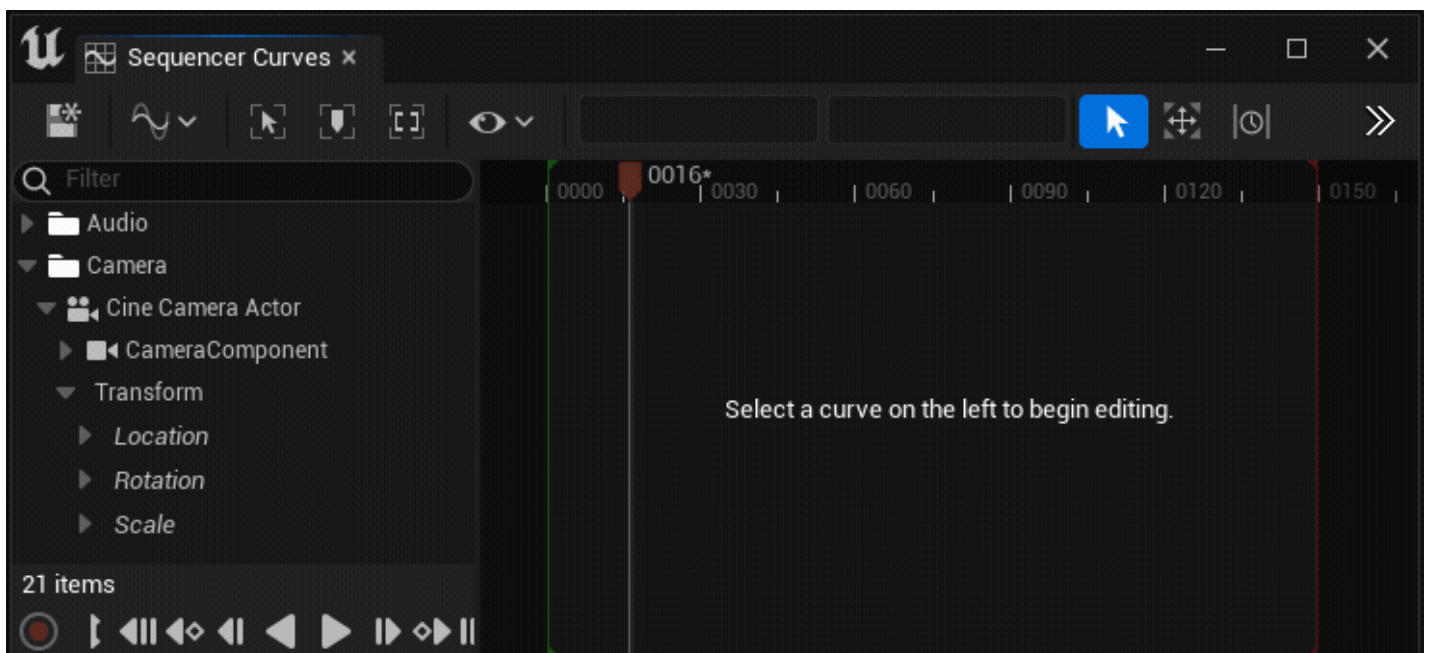 Sequencer Curves
Filter
0016*
0000 0030 0060 0090 0120 0150
Audio
Camera
Cine Camera Actor
CameraComponent
Transform
Location
Rotation
Scale
Select a curve on the left to begin editing.
21 items